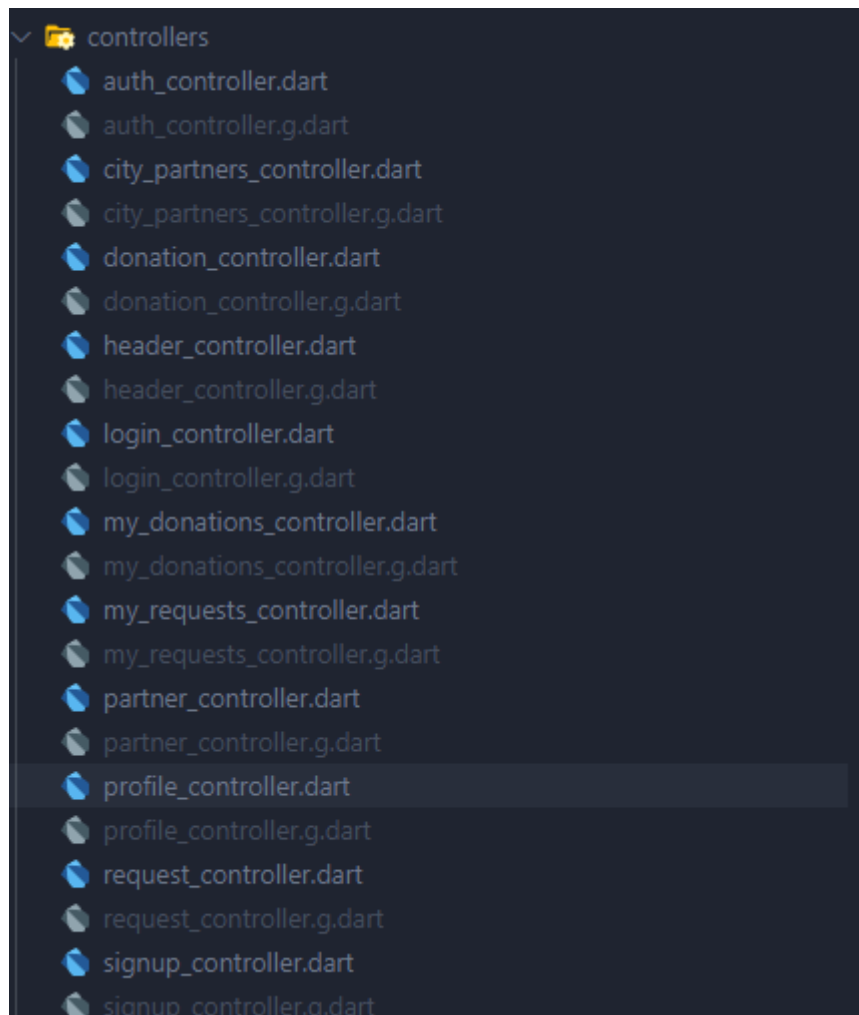 controllers
auth_controller.dart
auth_controller.g.dart
city_partners_controller.dart
city_partners_controller.g.dart
donation_controller.dart
donation_controller.g.dart
header_controller.dart
header_controller.g.dart
login_controller.dart
login_controller.g.dart
my_donations_controller.dart
my_donations_controller.g.dart
my_requests_controller.dart
my_requests_controller.g.dart
partner_controller.dart
partner_controller.g.dart
profile_controller.dart
profile_controller.g.dart
request_controller.dart
request_controller.g.dart
signup_controller.dart
signup_controller.g.dart